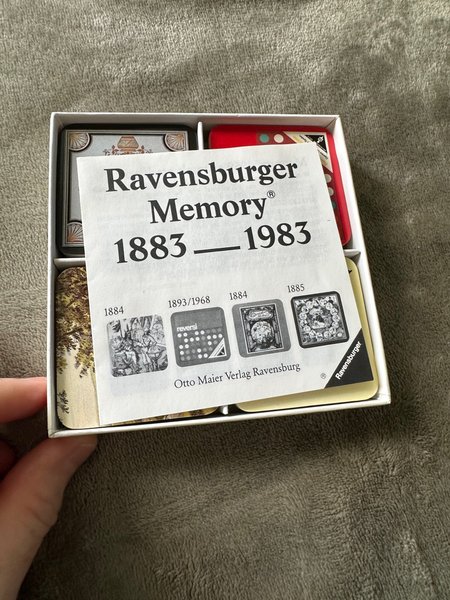 Ravensburger
Memory®
1883 — 1983
1884
1893/1968
1884
1885
reversi
Otto Maier Verlag Ravensburg
®
Ravensburger